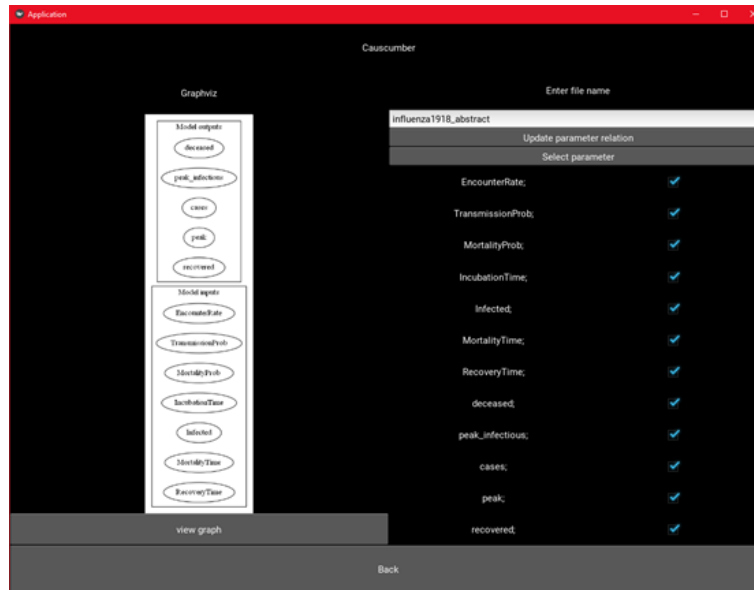 Application
Causcumber
Graphviz
Model outputs
deceased
peak_infectious
cases
peak
recovered
Model inputs
EncounterRate
TransmissionProb
MortalityProb
IncubationTime
Infected
MortalityTime
RecoveryTime
view graph
Enter file name
influenza1918_abstract
Update parameter relation
Select parameter
EncounterRate;
TransmissionProb;
MortalityProb;
IncubationTime;
Infected;
MortalityTime;
RecoveryTime;
deceased;
peak_infectious;
cases;
peak;
recovered;
Back